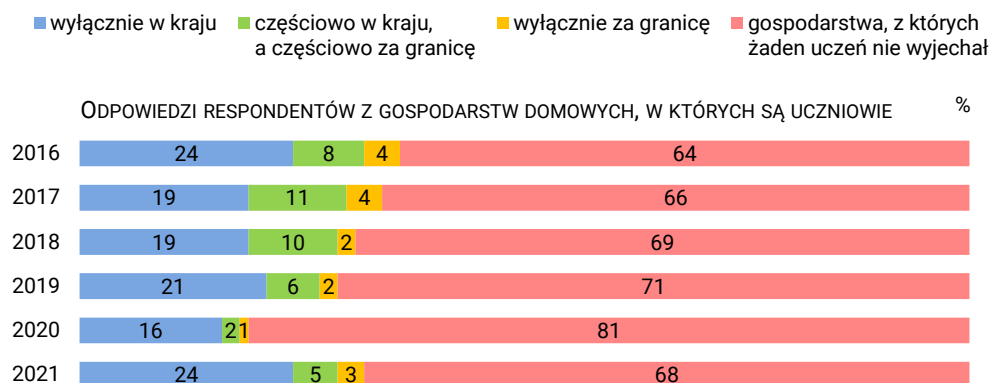 wyłącznie w kraju
częściowo w kraju,
a częściowo za granicę
wyłącznie za granicę
gospodarstwa, z których
żaden uczeń nie wyjechał
ODPOWIEDZI RESPONDENTÓW Z GOSPODARSTW DOMOWYCH, W KTÓRYCH SĄ UCZNIOWIE %
2016 24 8 4 64
2017 19 11 4 66
2018 19 10 2 69
2019 21 6 2 71
2020 16 2 1 81
2021 24 5 3 68